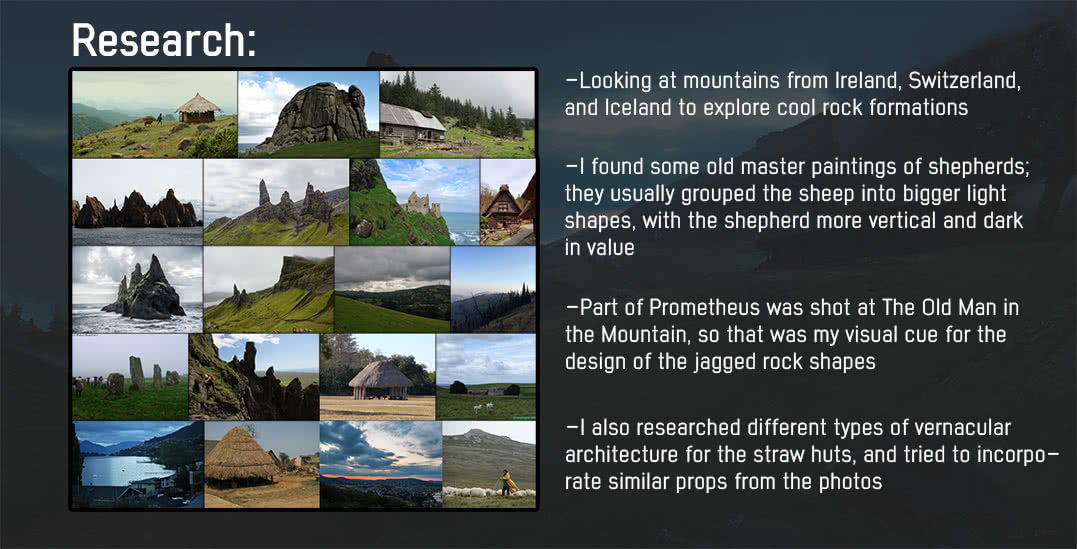 Research:
-Looking at mountains from Ireland, Switzerland,
and Iceland to explore cool rock formations
-I found some old master paintings of shepherds;
they usually grouped the sheep into bigger light
shapes, with the shepherd more vertical and dark
in value
-Part of Prometheus was shot at The Old Man in
the Mountain, so that was my visual cue for the
design of the jagged rock shapes
-I also researched different types of vernacular
architecture for the straw huts, and tried to incorpo-
rate similar props from the photos